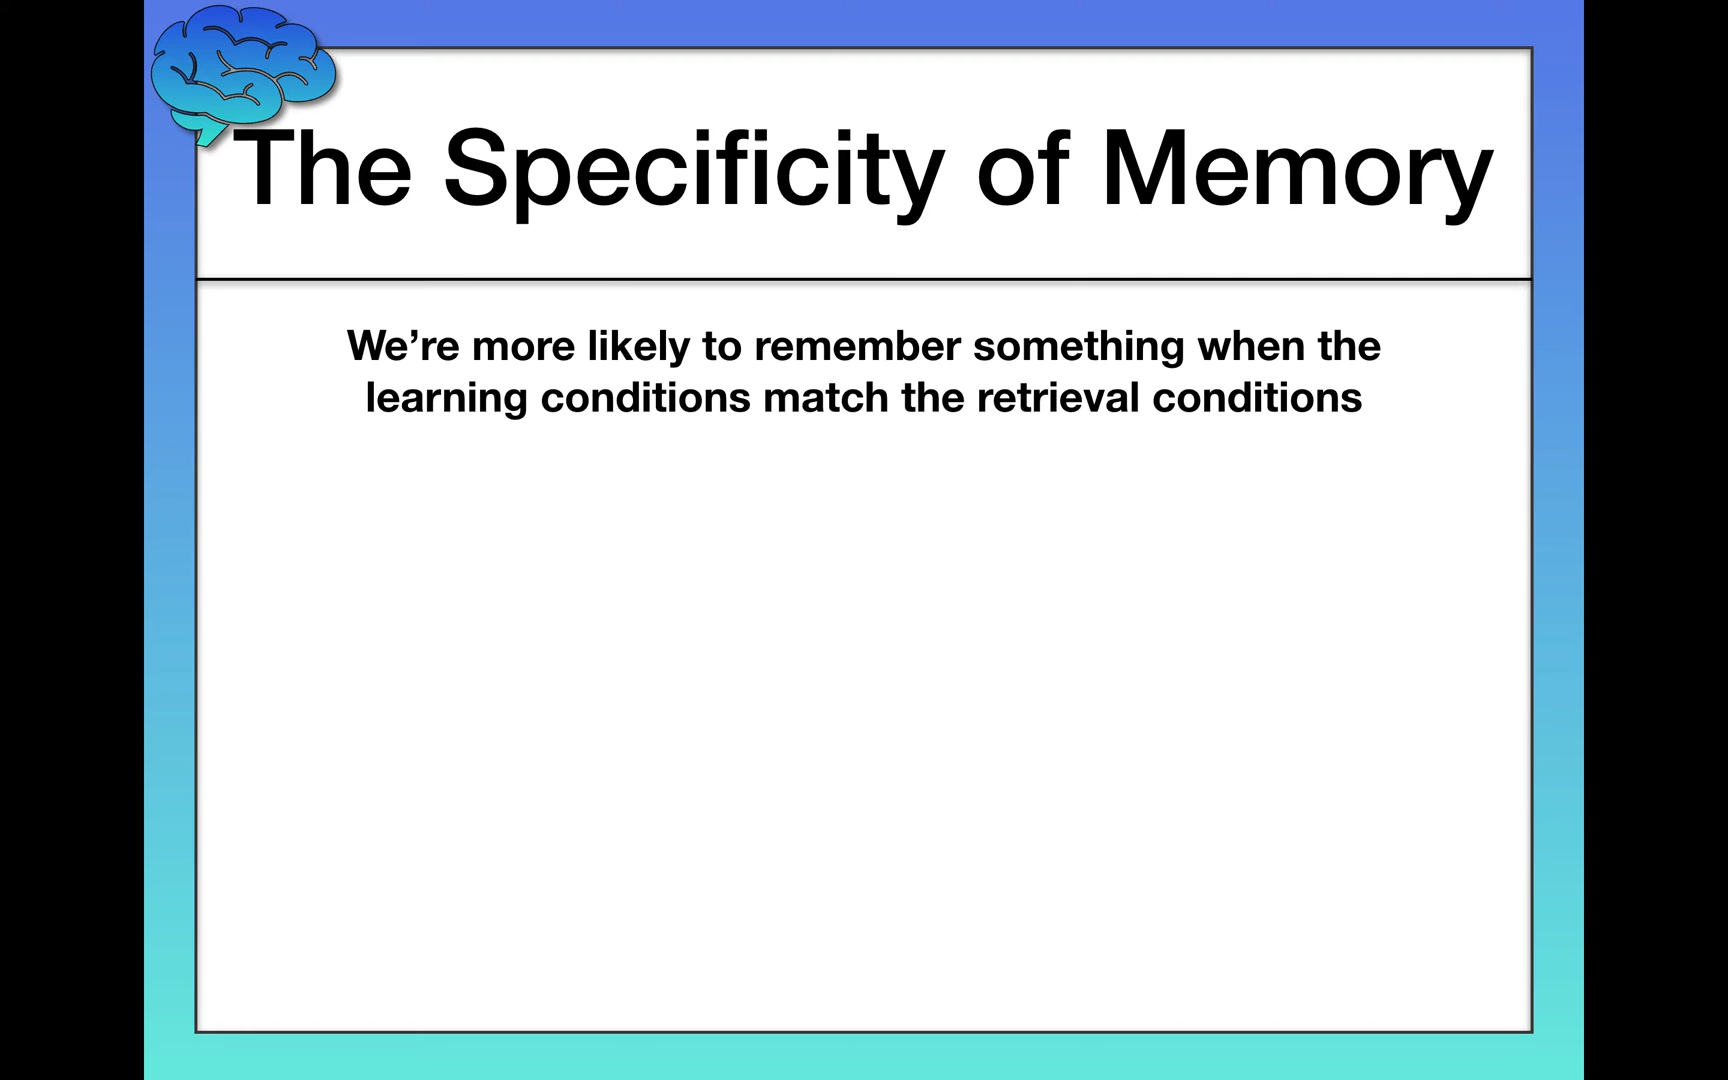 The Specificity of Memory
We’re more likely to remember something when the
learning conditions match the retrieval conditions